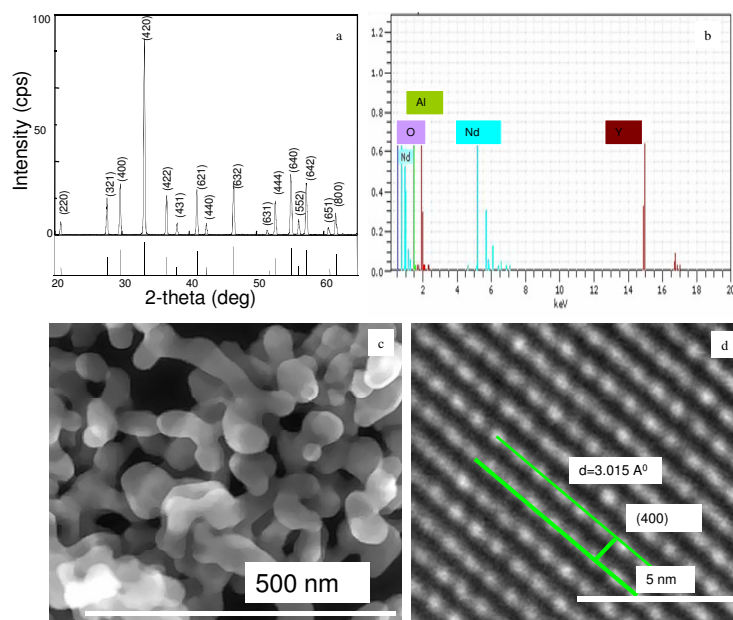 a
100
50
0
Intensity (cps)
(220)
(321)
(400)
(420)
(422)
(431)
(621)
(440)
(632)
(631)
(444)
(640)
(552)
(642)
(651)
(800)
20 30 40 50 60
2-theta (deg)
b
1.2
1.0
0.8
0.6
0.4
0.2
0.0
Al
O
Nd
Y
Nd
2 4 6 8 10 12 14 16 18 20
keV
c
500 nm
d
d=3.015 A⁰
(400)
5 nm